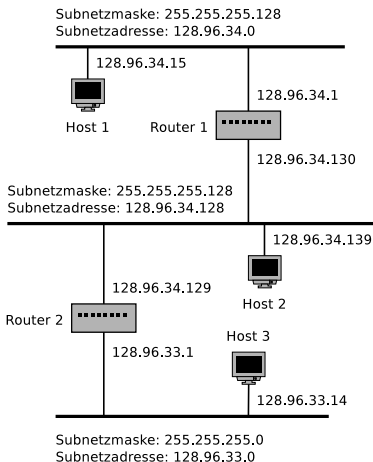 Subnetzmaske: 255.255.255.128
Subnetzadresse: 128.96.34.0
128.96.34.15
128.96.34.1
Host 1
Router 1
128.96.34.130
Subnetzmaske: 255.255.255.128
Subnetzadresse: 128.96.34.128
128.96.34.139
128.96.34.129
Host 2
Router 2
Host 3
128.96.33.1
128.96.33.14
Subnetzmaske: 255.255.255.0
Subnetzadresse: 128.96.33.0